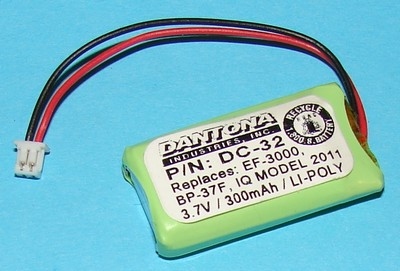 DANTONA
INDUSTRIES, INC.
P/N: DC-32
Replaces: EF-3000,
BP-37F, IQ MODEL 2011
3.7V / 300mAh / LI-POLY
RECYCLE
1.800.8.BATTERY